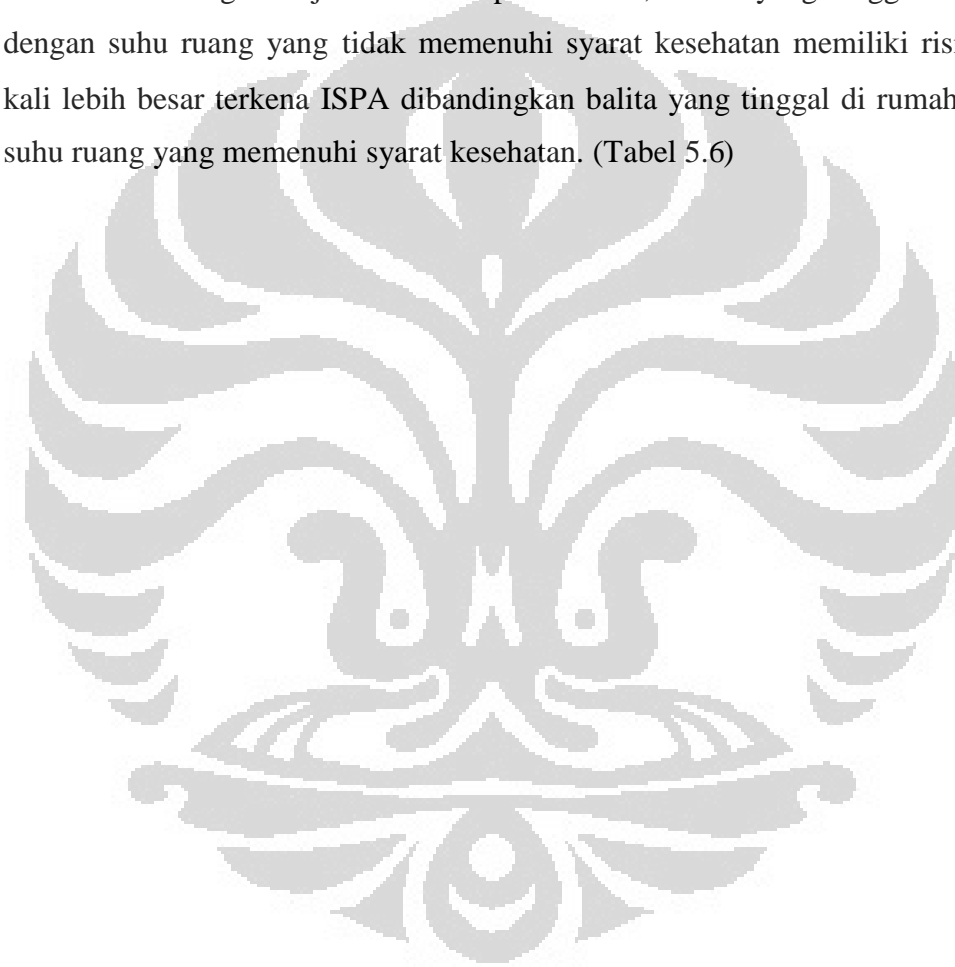 dengan suhu ruang yang tidak memenuhi syarat kesehatan memiliki
kali lebih besar terkena ISPA dibandingkan balita yang tinggal di rumah
suhu ruang yang memenuhi syarat kesehatan. (Tabel 5.6)